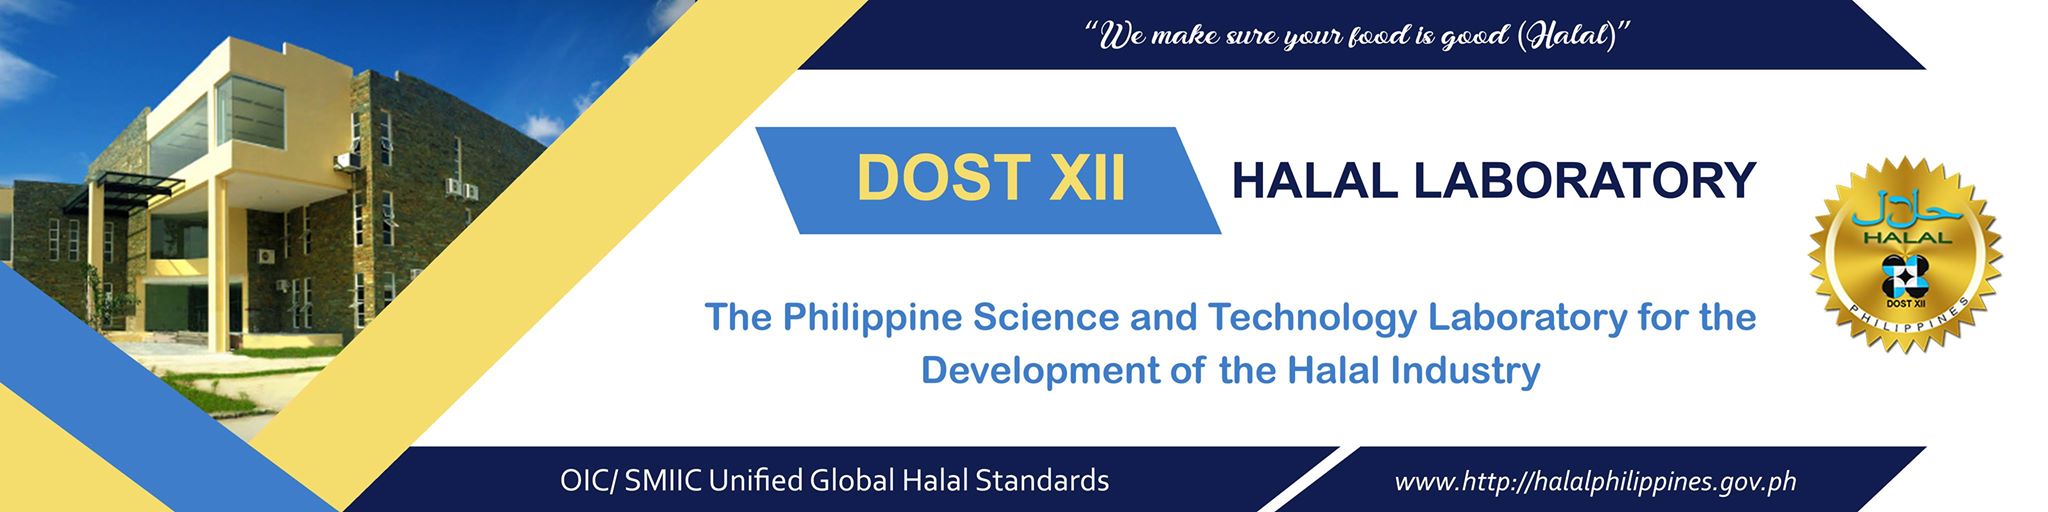 “We make sure your food is good (Halal)”
DOST XII
HALAL LABORATORY
حلال
HALAL
DOST XII
PHILIPPINES
The Philippine Science and Technology Laboratory for the
Development of the Halal Industry
OIC/ SMIIC Unified Global Halal Standards
www.http://halalphilippines.gov.ph